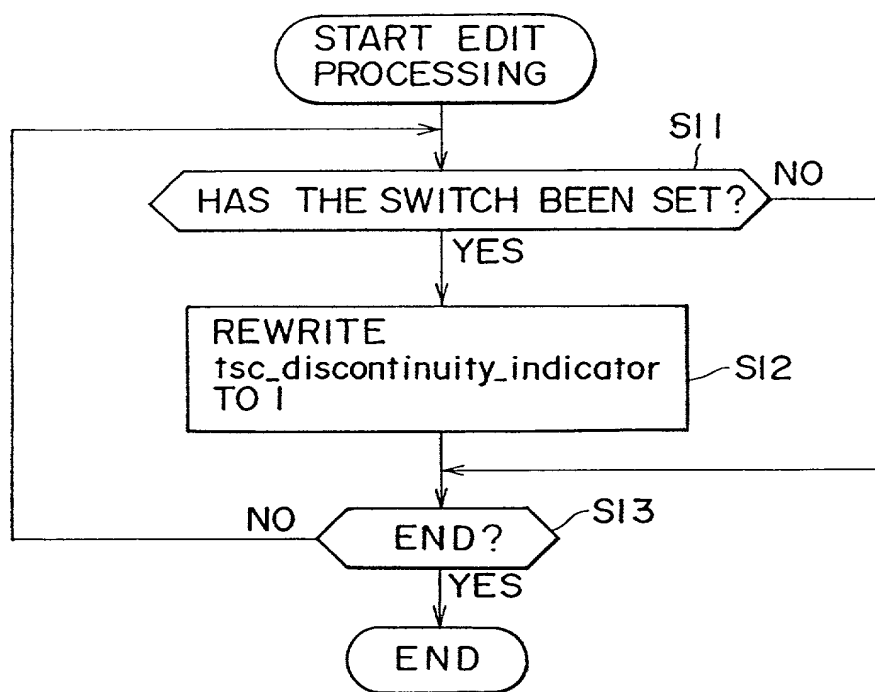 START EDIT
PROCESSING
S11
HAS THE SWITCH BEEN SET?
NO
YES
REWRITE
tsc_discontinuity_indicator
TO 1
S12
NO
END?
S13
YES
END